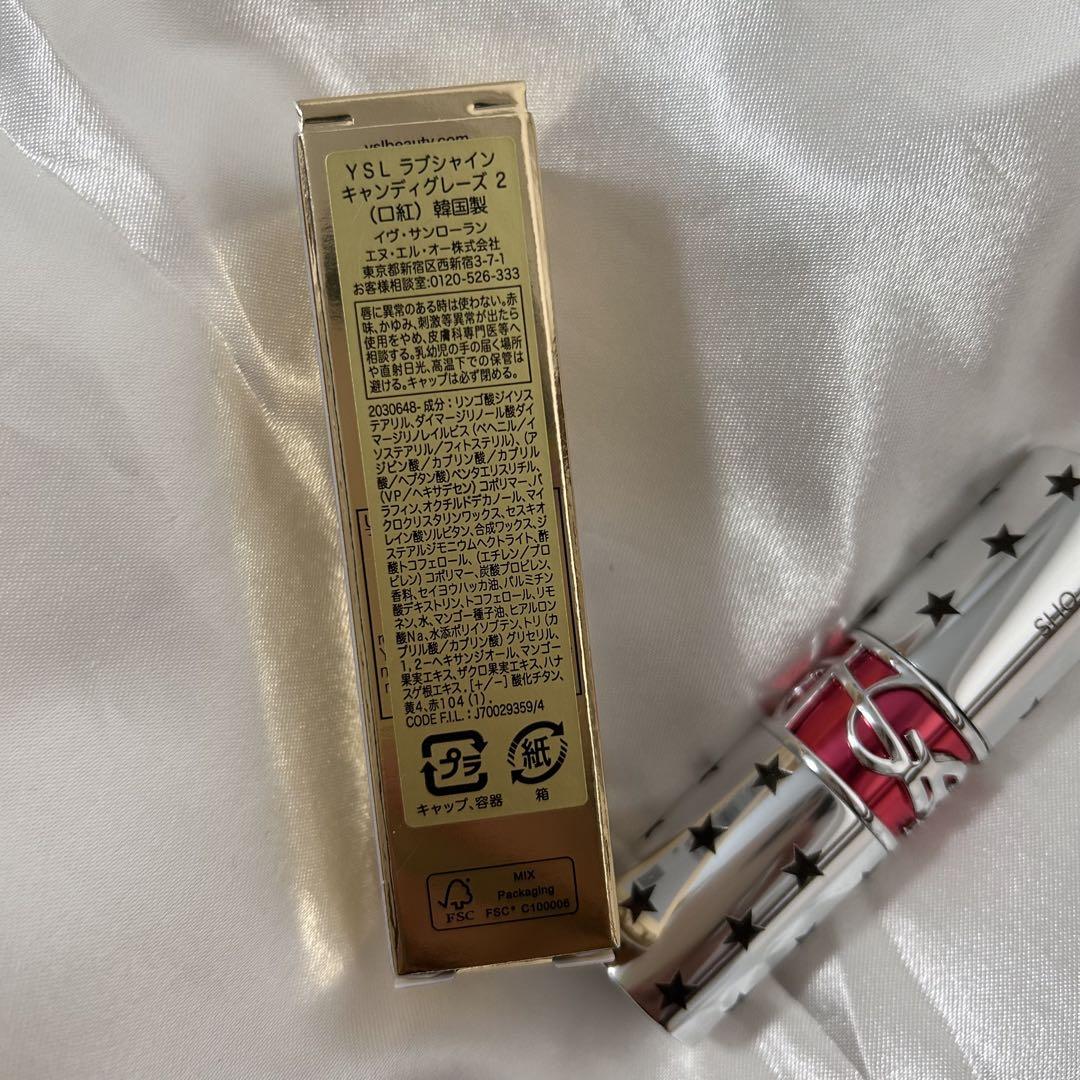 yslbeauty.com
YSL ラブシャイン
キャンディグレーズ 2
（口紅）韓国製
イヴ・サンローラン
エヌ・エル・オー株式会社
東京都新宿区西新宿3-7-1
お客様相談室:0120-526-333
唇に異常のある時は使わない。赤
味、かゆみ、刺激等異常が出たら
使用をやめ、皮膚科専門医等へ
相談する。乳幼児の手の届く場所
や直射日光、高温下での保管は
避ける。キャップは必ず閉める。
2030648- 成分：リンゴ酸ジイソス
テアリル、ダイマージリノール酸ダイ
マージリノレイルビス（ベヘニル／イ
ソステアリル／フィトステリル）、（ア
ジピン酸／カプリン酸／カプリル
酸／ヘプタン酸）ペンタエリスリチル、
（VP／ヘキサデセン）コポリマー、パ
ラフィン、オクチルドデカノール、マイ
クロクリスタリンワックス、セスキオ
レイン酸ソルビタン、合成ワックス、ジ
ステアルジモニウムヘクトライト、酢
酸トコフェロール、（エチレン／プロ
ピレン）コポリマー、炭酸プロピレン、
香料、セイヨウハッカ油、パルミチン
酸デキストリン、トコフェロール、リモ
ネン、水、マンゴー種子油、ヒアルロン
酸Na、水添ポリイソブテン、トリ（カ
プリル酸／カプリン酸）グリセリル、
1,2-ヘキサンジオール、マンゴー
果実エキス、ザクロ果実エキス、ハナ
スゲ根エキス．[+/−] 酸化チタン、
黄4、赤104（1）.
CODE F.I.L. : J70029359/4
プラ
キャップ、容器
紙
箱
FSC
MIX
Packaging
FSC® C100006
SHO
YSL